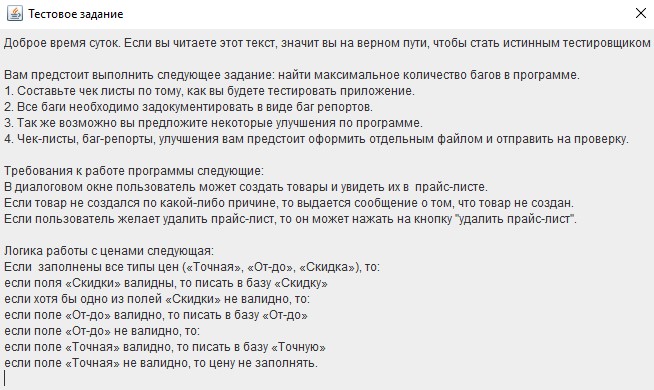 Тестовое задание
Доброе время суток. Если вы читаете этот текст, значит вы на верном пути, чтобы стать истинным тестировщиком
Вам предстоит выполнить следующее задание: найти максимальное количество багов в программе.
1. Составьте чек листы по тому, как вы будете тестировать приложение.
2. Все баги необходимо задокументировать в виде баг репортов.
3. Так же возможно вы предложите некоторые улучшения по программе.
4. Чек-листы, баг-репорты, улучшения вам предстоит оформить отдельным файлом и отправить на проверку.
Требования к работе программы следующие:
В диалоговом окне пользователь может создать товары и увидеть их в  прайс-листе.
Если товар не создался по какой-либо причине, то выдается сообщение о том, что товар не создан.
Если пользователь желает удалить прайс-лист, то он может нажать на кнопку "удалить прайс-лист".
Логика работы с ценами следующая:
Если  заполнены все типы цен («Точная», «От-до», «Скидка»), то:
если поля «Скидки» валидны, то писать в базу «Скидку»
если хотя бы одно из полей «Скидки» не валидно, то:
если поле «От-до» валидно, то писать в базу «От-до»
если поле «От-до» не валидно, то:
если поле «Точная» валидно, то писать в базу «Точную»
если поле «Точная» не валидно, то цену не заполнять.